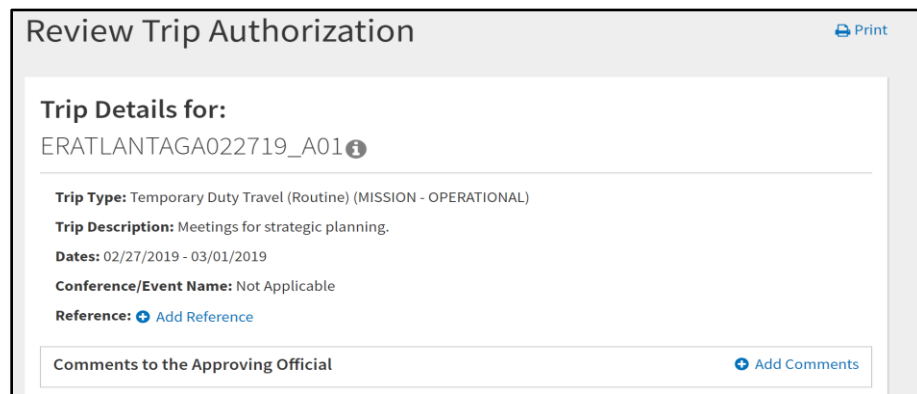 Review Trip Authorization
Print
Trip Details for:
ERATLANTAGA022719_A01
Trip Type: Temporary Duty Travel (Routine) (MISSION - OPERATIONAL)
Trip Description: Meetings for strategic planning.
Dates: 02/27/2019 - 03/01/2019
Conference/Event Name: Not Applicable
Reference: Add Reference
Comments to the Approving Official
Add Comments